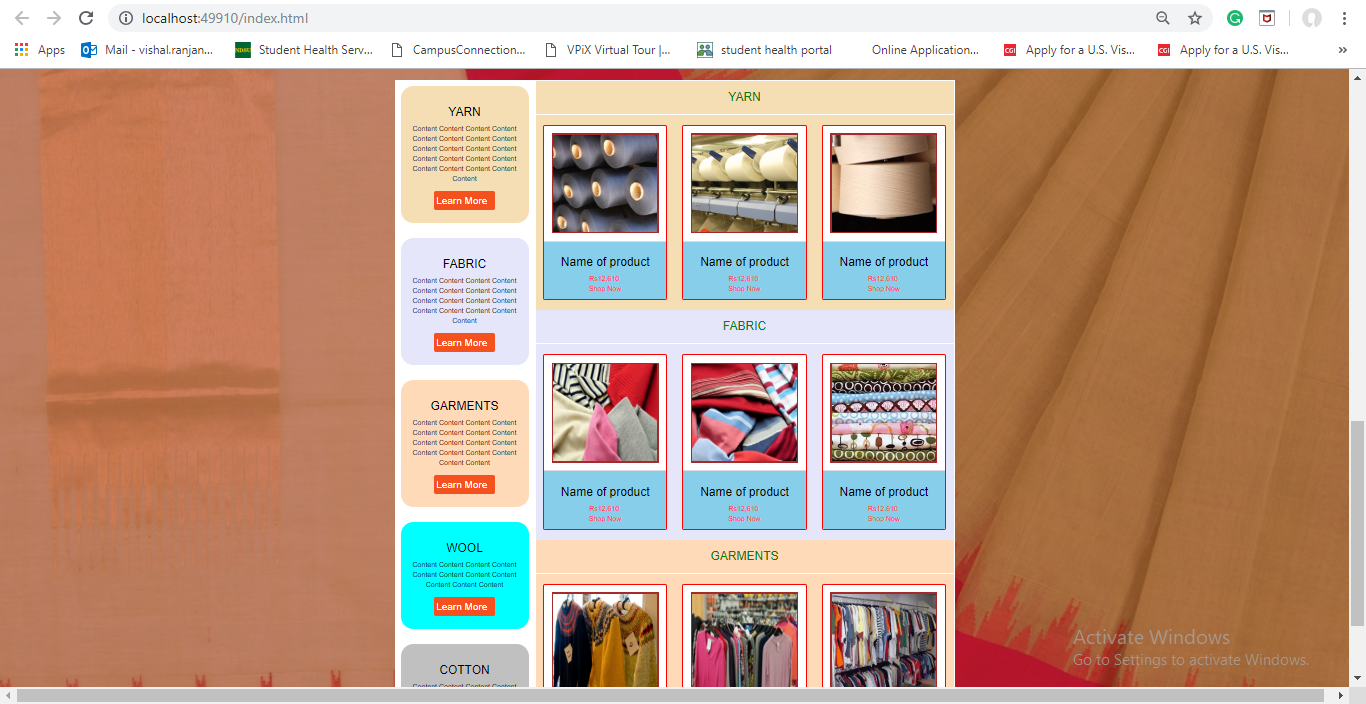 localhost:49910/index.html
Apps
Mail - vishal.ranjan...
NDSU
Student Health Serv...
CampusConnection...
VPiX Virtual Tour |...
student health portal
Online Application...
CGI
Apply for a U.S. Vis...
CGI
Apply for a U.S. Vis...
»
YARN
Content Content Content Content
Content Content Content Content
Content Content Content Content
Content Content Content Content
Content Content Content Content
Content
Learn More
FABRIC
Content Content Content Content
Content Content Content Content
Content Content Content Content
Content Content Content Content
Content
Learn More
GARMENTS
Content Content Content Content
Content Content Content Content
Content Content Content Content
Content Content Content Content
Content Content
Learn More
WOOL
Content Content Content Content
Content Content Content Content
Content Content Content
Learn More
COTTON
Content Content Content Content
YARN
Name of product
Rs12,610
Shop Now
Name of product
Rs12,610
Shop Now
Name of product
Rs12,610
Shop Now
FABRIC
Name of product
Rs12,610
Shop Now
Name of product
Rs12,610
Shop Now
Name of product
Rs12,610
Shop Now
GARMENTS
Activate Windows
Go to Settings to activate Windows.